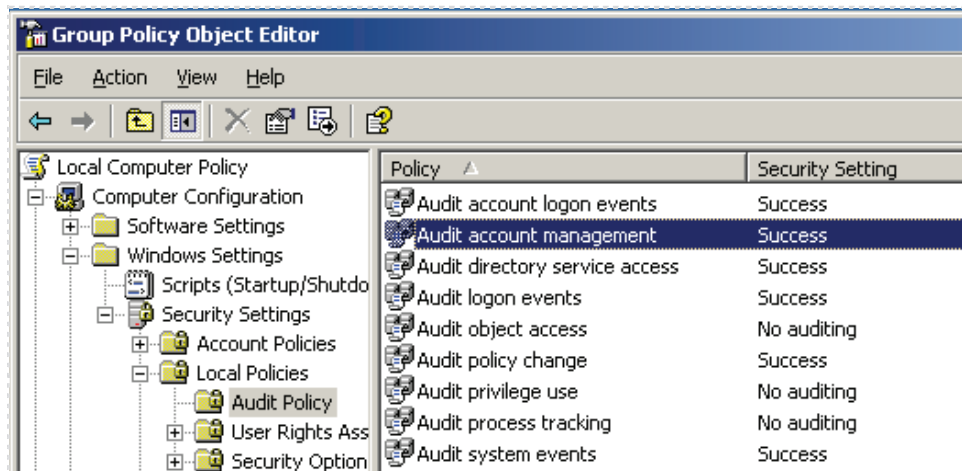 Group Policy Object Editor
File Action View Help
Local Computer Policy
Computer Configuration
Software Settings
Windows Settings
Scripts (Startup/Shutdo
Security Settings
Account Policies
Local Policies
Audit Policy
User Rights Ass
Security Option
Policy Security Setting
Audit account logon events Success
Audit account management Success
Audit directory service access Success
Audit logon events Success
Audit object access No auditing
Audit policy change Success
Audit privilege use No auditing
Audit process tracking No auditing
Audit system events Success